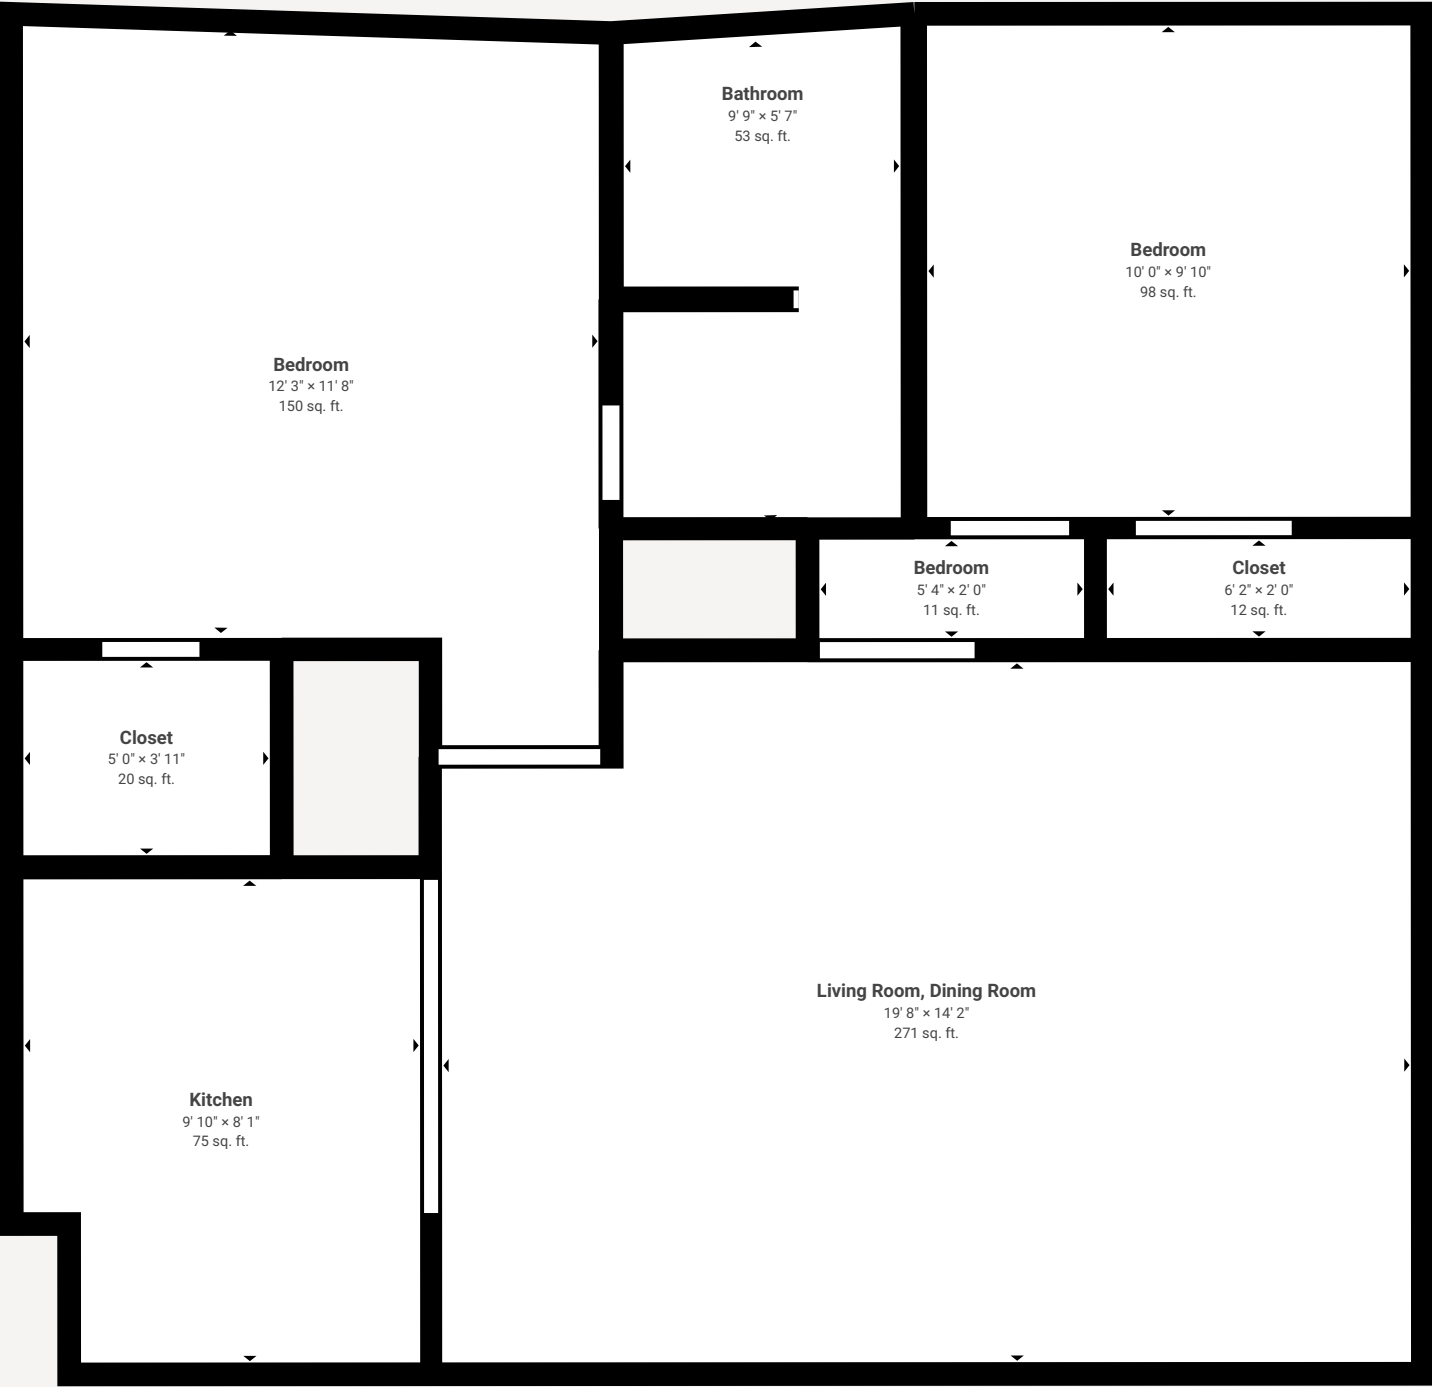 Bathroom
9' 9" × 5' 7"
53 sq. ft.
Bedroom
10' 0" × 9' 10"
98 sq. ft.
Bedroom
12' 3" × 11' 8"
150 sq. ft.
Bedroom
5' 4" × 2' 0"
11 sq. ft.
Closet
6' 2" × 2' 0"
12 sq. ft.
Closet
5' 0" × 3' 11"
20 sq. ft.
Living Room, Dining Room
19' 8" × 14' 2"
271 sq. ft.
Kitchen
9' 10" × 8' 1"
75 sq. ft.